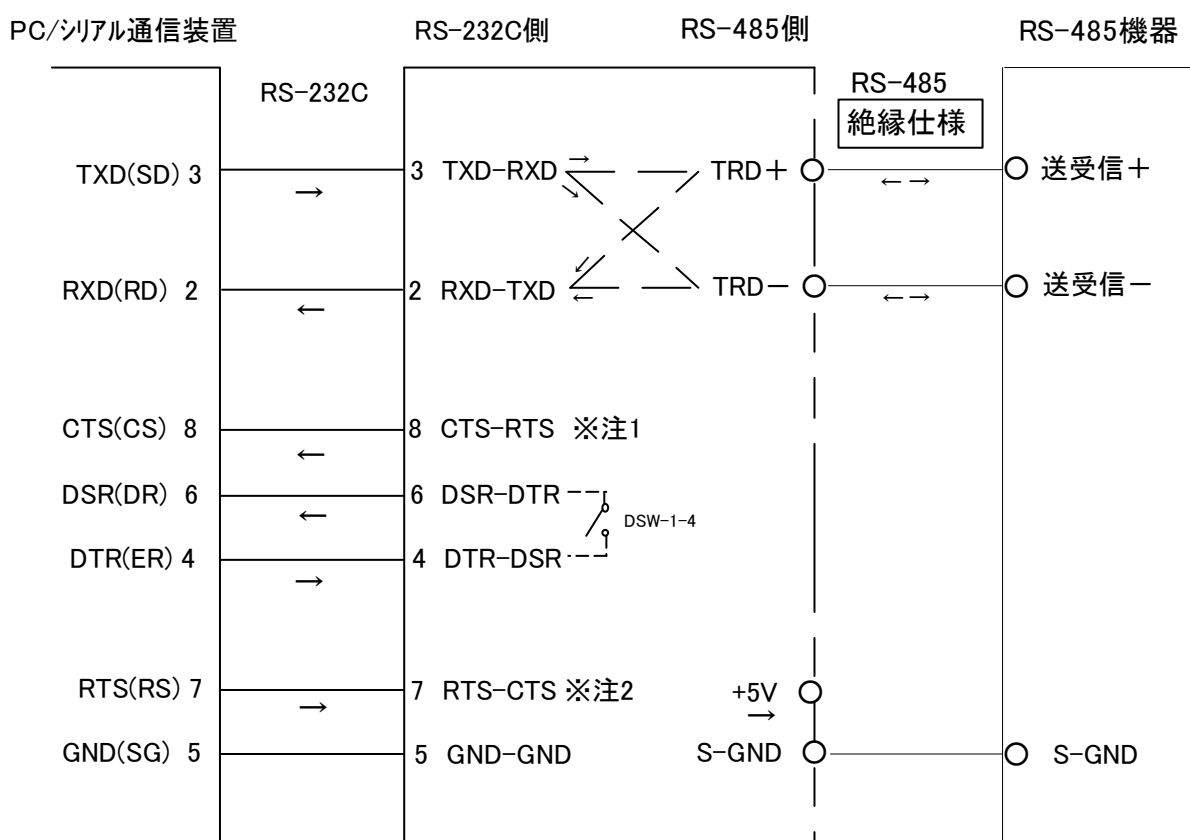 PC/シリアル通信装置 RS-232C側 RS-485側 RS-485機器
RS-232C RS-485
絶縁仕様
TXD(SD) 3 → 3 TXD-RXD → TRD+ ←→ 送受信+
RXD(RD) 2 ← 2 RXD-TXD ← TRD- ←→ 送受信-
CTS(CS) 8 ← 8 CTS-RTS ※注1
DSR(DR) 6 ← 6 DSR-DTR
DSW-1-4
DTR(ER) 4 → 4 DTR-DSR
RTS(RS) 7 → 7 RTS-CTS ※注2 +5V →
GND(SG) 5 5 GND-GND S-GND S-GND